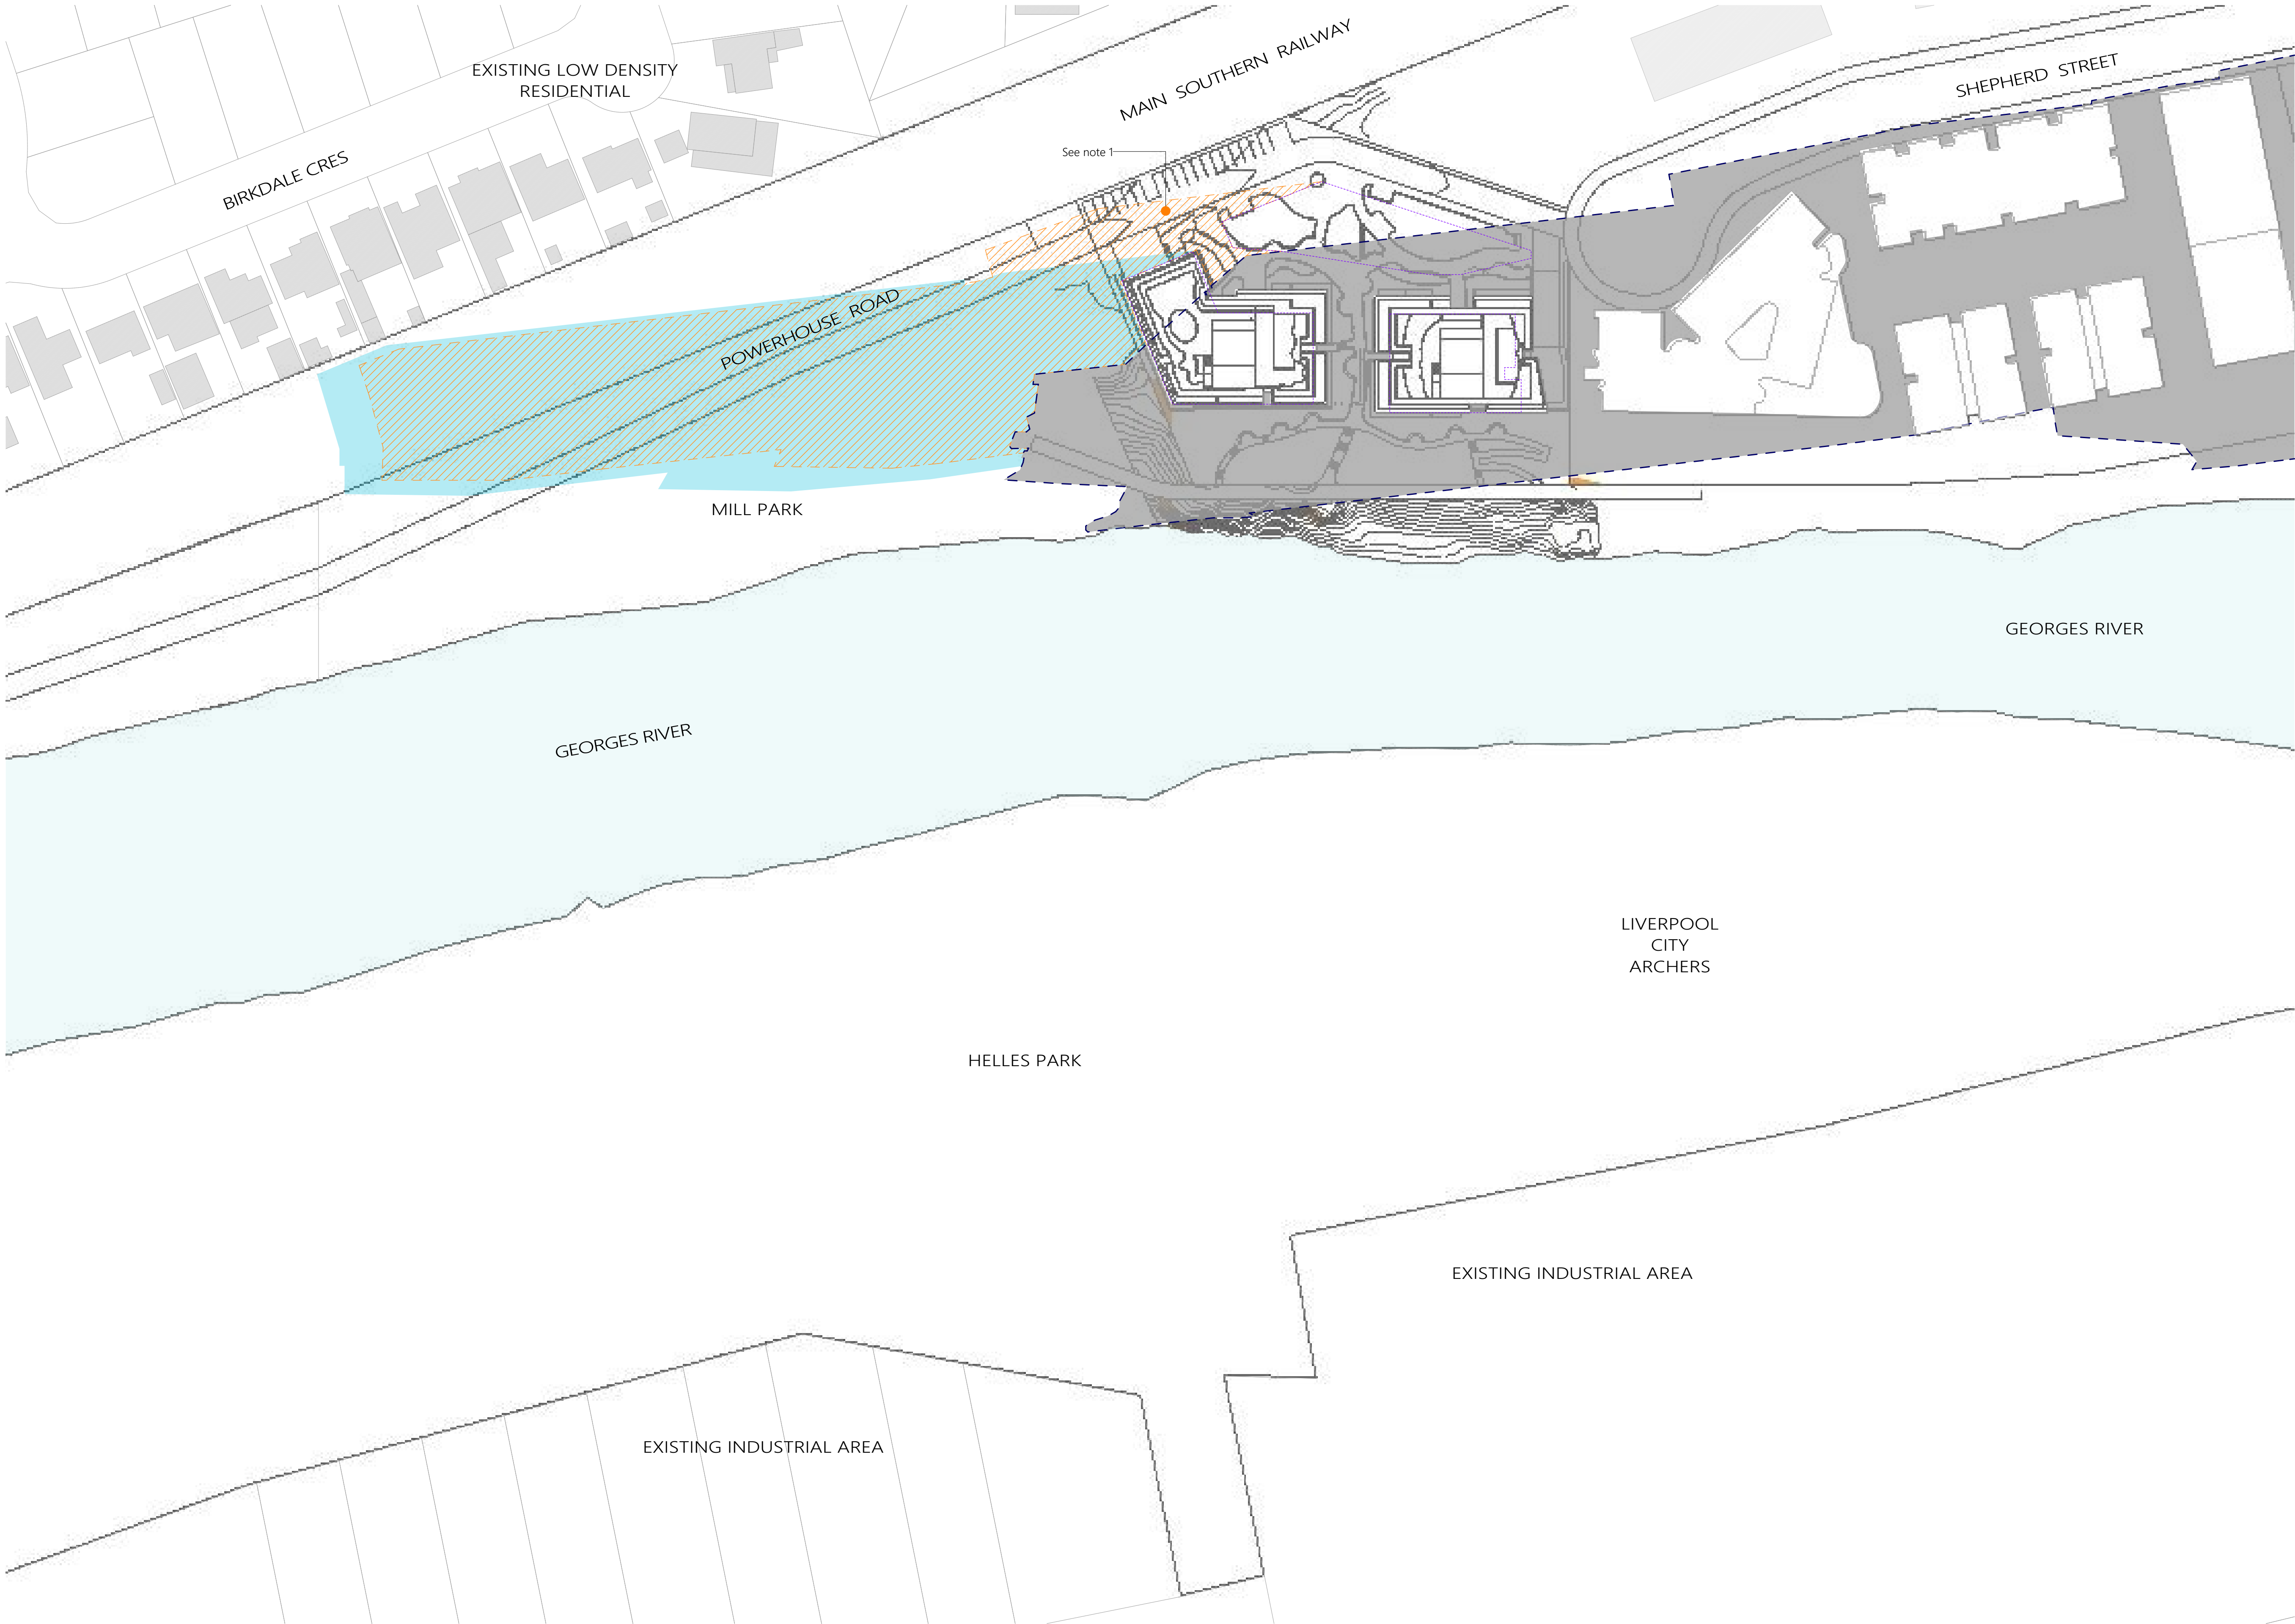 EXISTING LOW DENSITY
RESIDENTIAL
MAIN SOUTHERN RAILWAY
SHEPHERD STREET
See note 1
BIRKDALE CRES
POWERHOUSE ROAD
MILL PARK
GEORGES RIVER
GEORGES RIVER
LIVERPOOL
CITY
ARCHERS
HELLES PARK
EXISTING INDUSTRIAL AREA
EXISTING INDUSTRIAL AREA